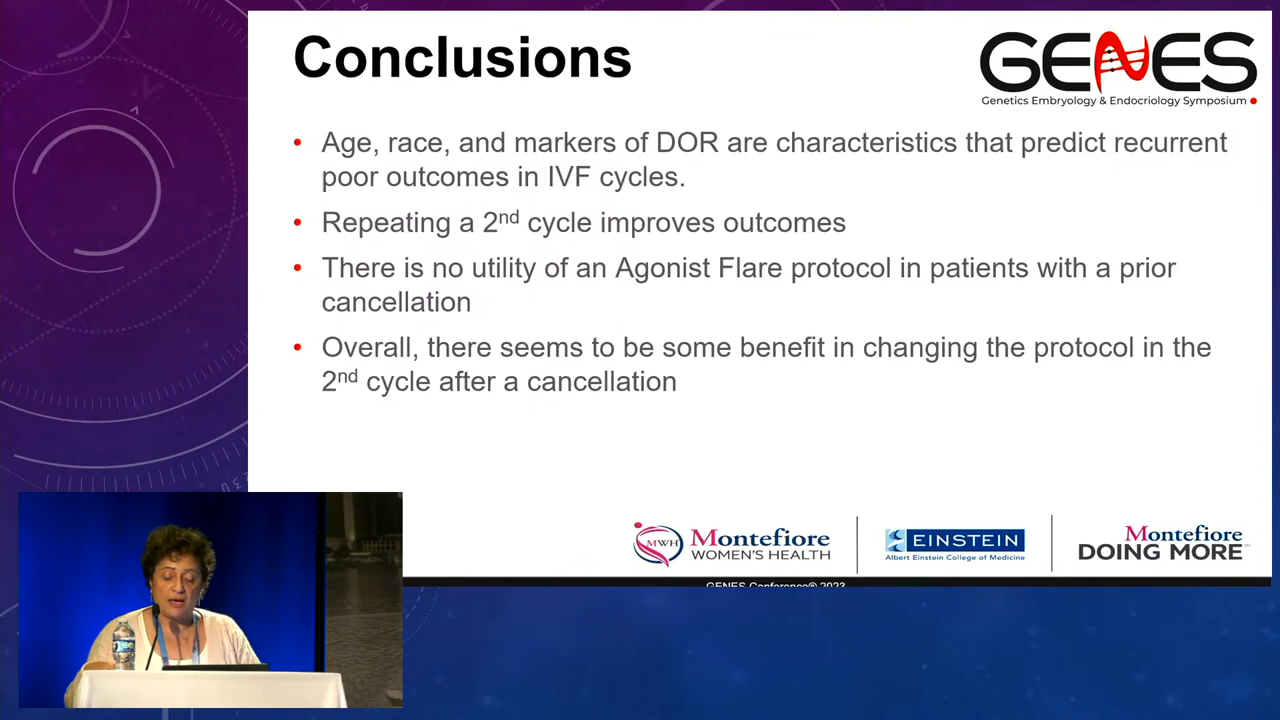 Conclusions
GENES
Genetics Embryology & Endocriology Symposium
• Age, race, and markers of DOR are characteristics that predict recurrent
poor outcomes in IVF cycles.
• Repeating a 2nd cycle improves outcomes
• There is no utility of an Agonist Flare protocol in patients with a prior
cancellation
• Overall, there seems to be some benefit in changing the protocol in the
2nd cycle after a cancellation
MWH
Montefiore
WOMEN'S HEALTH
EINSTEIN
Albert Einstein College of Medicine
Montefiore
DOING MORE℠
GENES Conference® 2023